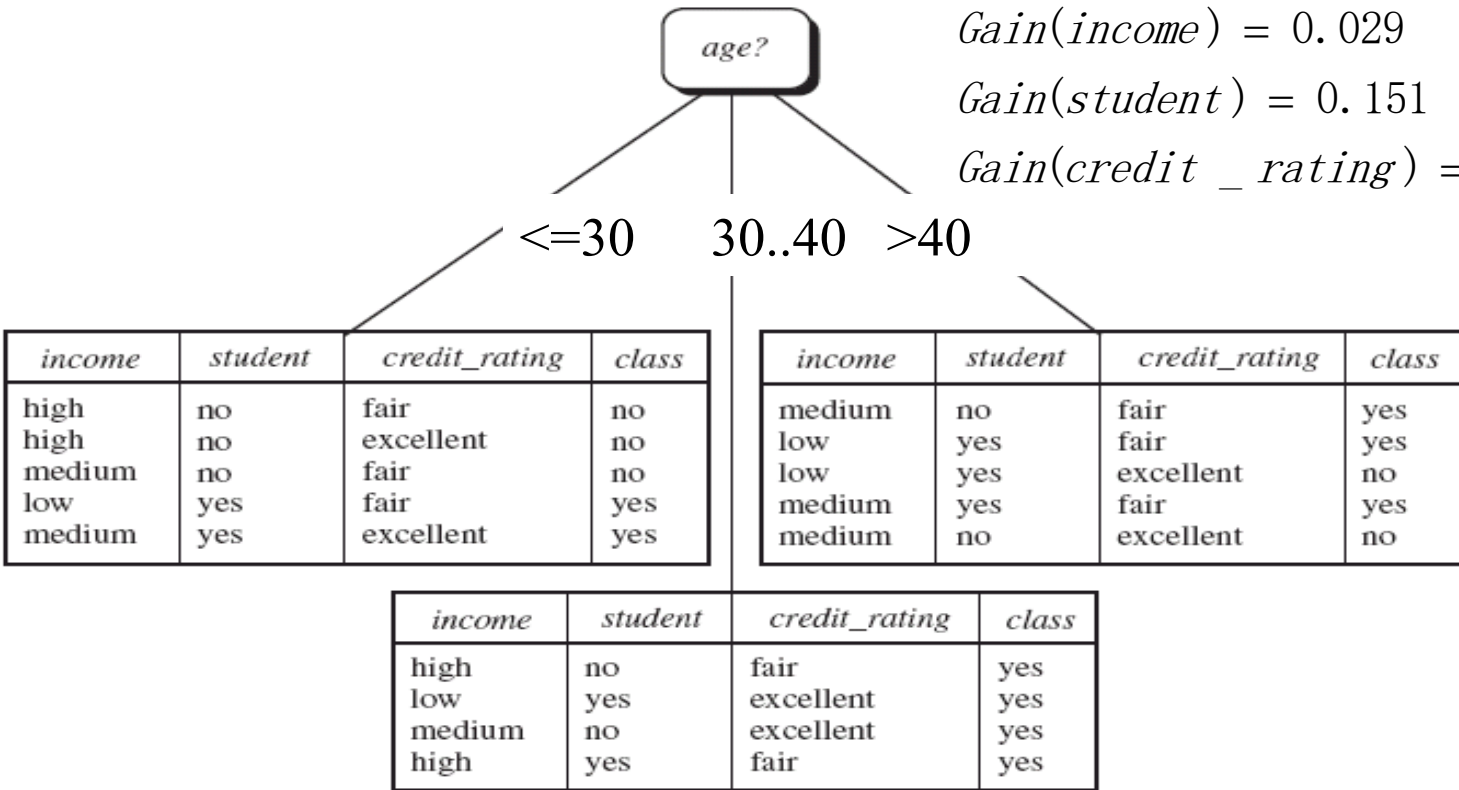 age?
Gain(income) = 0.029
Gain(student) = 0.151
Gain(credit _ rating) =
<=30 30..40 >40
income student credit_rating class
high no fair no
high no excellent no
medium no fair no
low yes fair yes
medium yes excellent yes
income student credit_rating class
medium no fair yes
low yes fair yes
low yes excellent no
medium yes fair yes
medium no excellent no
income student credit_rating class
high no fair yes
low yes excellent yes
medium no excellent yes
high yes fair yes